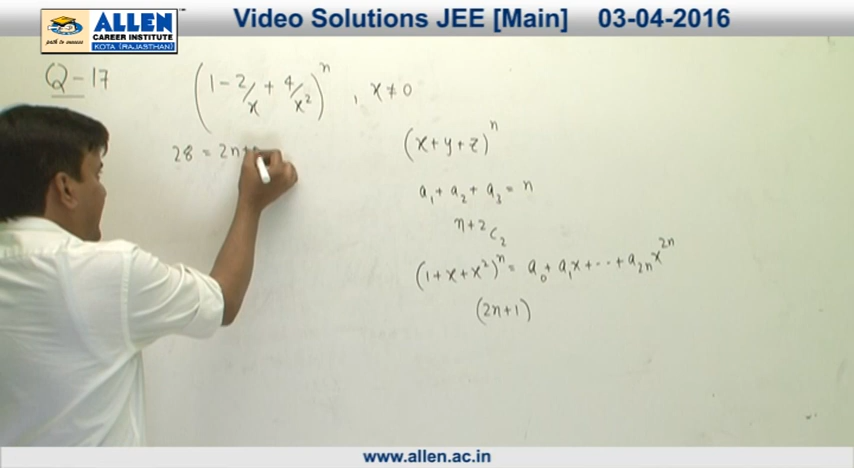 Video Solutions JEE [Main] 03-04-2016
ALLEN
CAREER INSTITUTE
KOTA (RAJASTHAN)
path to success
Q-17
(1 - 2/x + 4/x²)ⁿ , x ≠ 0
28 = 2n+
(x+y+z)ⁿ
a₁ + a₂ + a₃ = n
n+2C₂
(1+x+x²)ⁿ = a₀ + a₁x + ... + a₂ₙx²ⁿ
(2n+1)
www.allen.ac.in